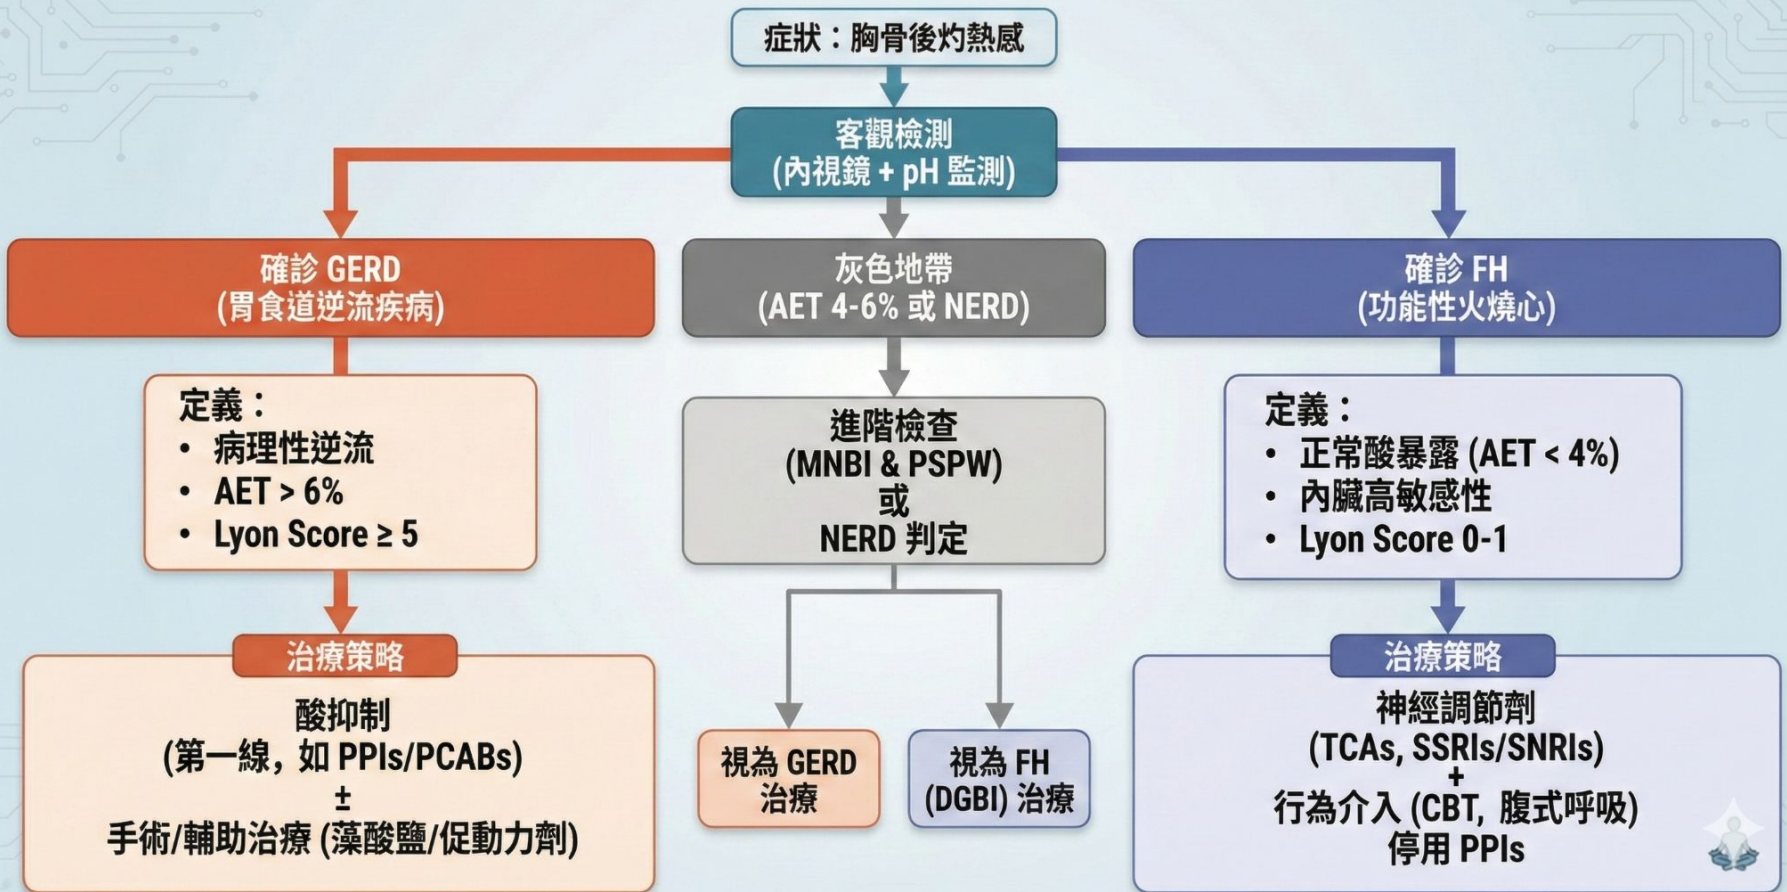 症狀：胸骨後灼熱感
客觀檢測
(內視鏡 + pH 監測)
確診 GERD
(胃食道逆流疾病)
定義：
• 病理性逆流
• AET > 6%
• Lyon Score ≥ 5
治療策略
酸抑制
(第一線，如 PPIs/PCABs)
±
手術/輔助治療 (藻酸鹽/促動力劑)
灰色地帶
(AET 4-6% 或 NERD)
進階檢查
(MNBI & PSPW)
或
NERD 判定
視為 GERD
治療
視為 FH
(DGBI) 治療
確診 FH
(功能性火燒心)
定義：
• 正常酸暴露 (AET < 4%)
• 內臟高敏感性
• Lyon Score 0-1
治療策略
神經調節劑
(TCAs, SSRIs/SNRIs)
+
行為介入 (CBT, 腹式呼吸)
停用 PPIs